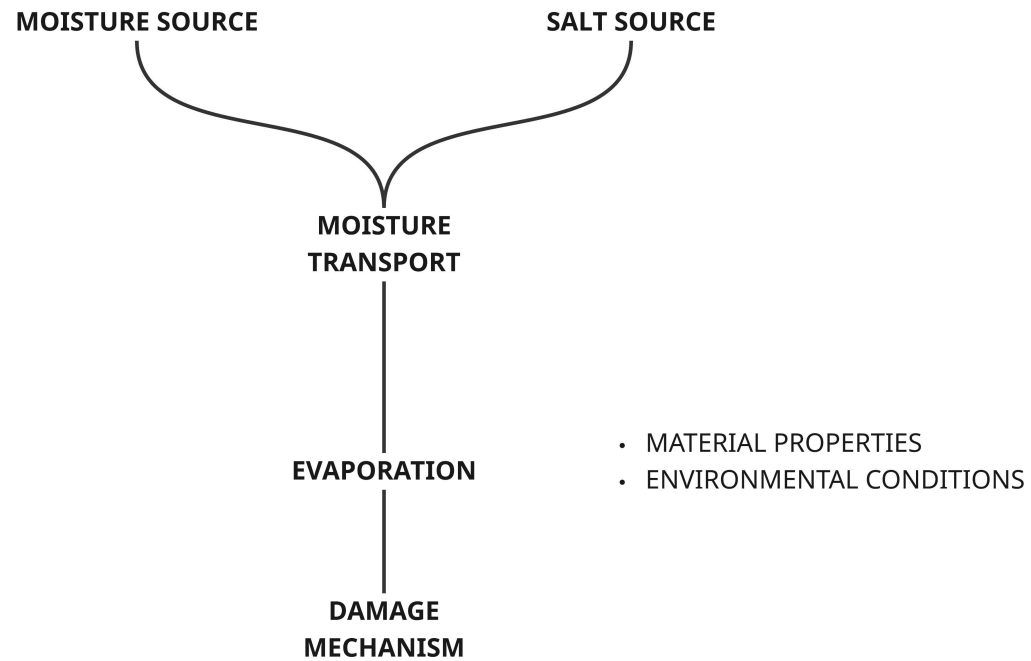 MOISTURE SOURCE
SALT SOURCE
MOISTURE
TRANSPORT
EVAPORATION
• MATERIAL PROPERTIES
• ENVIRONMENTAL CONDITIONS
DAMAGE
MECHANISM